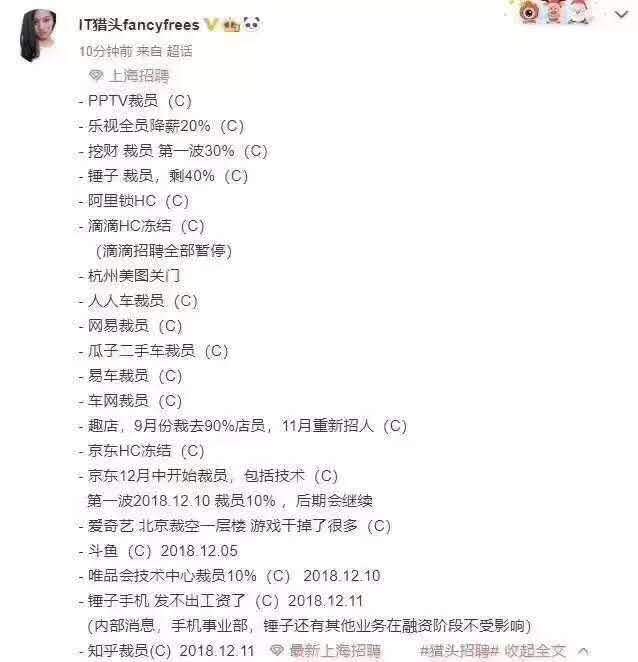 IT猎头fancyfrees
10分钟前 来自 超话
上海招聘
- PPTV裁员（C）
- 乐视全员降薪20%（C）
- 挖财 裁员 第一波30%（C）
- 锤子 裁员，剩40%（C）
- 阿里锁HC（C）
- 滴滴HC冻结（C）
（滴滴招聘全部暂停）
- 杭州美图关门
- 人人车裁员（C）
- 网易裁员（C）
- 瓜子二手车裁员（C）
- 易车裁员（C）
- 车网裁员（C）
- 趣店，9月份裁去90%店员，11月重新招人（C）
- 京东HC冻结（C）
- 京东12月中开始裁员，包括技术（C）
第一波2018.12.10 裁员10% ，后期会继续
- 爱奇艺 北京裁空一层楼 游戏干掉了很多（C）
- 斗鱼（C）2018.12.05
- 唯品会技术中心裁员10%（C） 2018.12.10
- 锤子手机 发不出工资了（C）2018.12.11
（内部消息，手机事业部，锤子还有其他业务在融资阶段不受影响）
- 知乎裁员(C) 2018.12.11 最新上海招聘 #猎头招聘# 收起全文